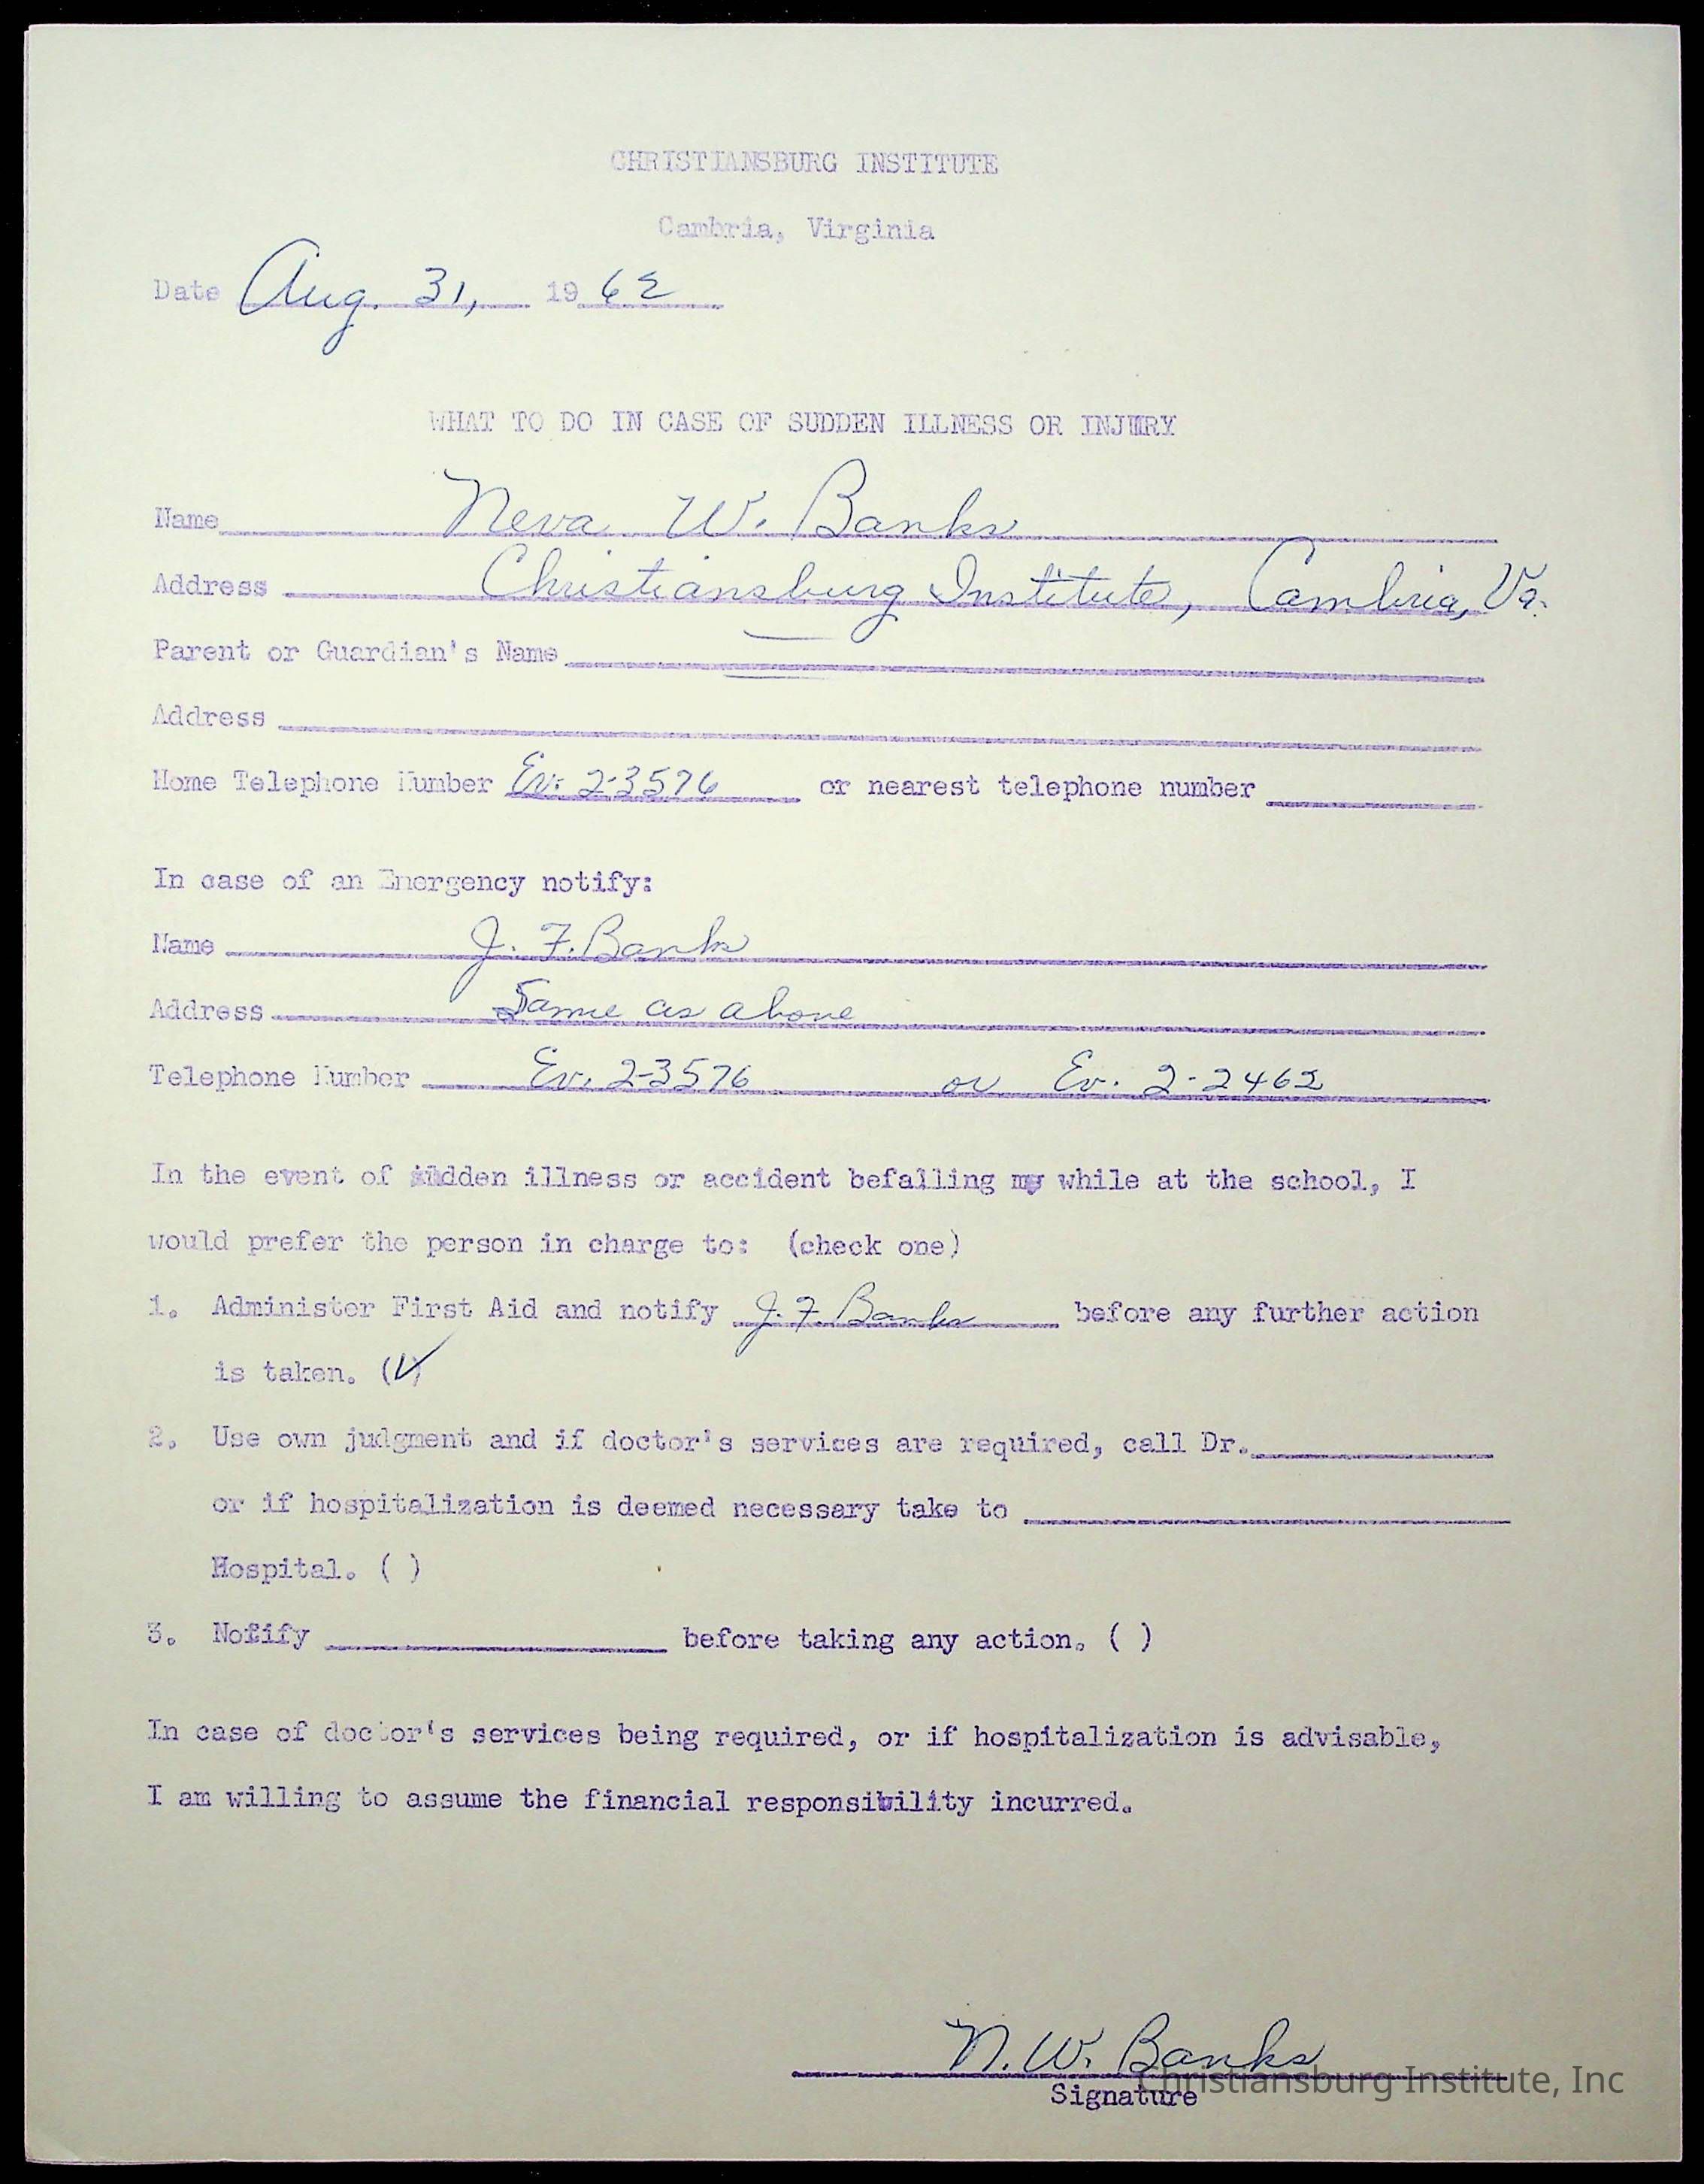 CHRISTIANSBURG INSTITUTE
Cambria, Virginia
Date Aug. 31, 1962
WHAT TO DO IN CASE OF SUDDEN ILLNESS OR INJURY
Name Neva W. Banks
Address Christiansburg Institute, Cambria, Va.
Parent or Guardian's Name
Address
Home Telephone Number Ev: 2-3576 or nearest telephone number
In case of an Emergency notify:
Name J. F. Banks
Address Same as above
Telephone Number Ev. 2-3576 or Ev. 2-2462
In the event of sudden illness or accident befalling my while at the school, I
would prefer the person in charge to: (check one)
1. Administer First Aid and notify J. F. Banks before any further action
is taken. (✓)
2. Use own judgment and if doctor's services are required, call Dr.
or if hospitalization is deemed necessary take to
Hospital. ( )
3. Notify before taking any action. ( )
In case of doctor's services being required, or if hospitalization is advisable,
I am willing to assume the financial responsibility incurred.
N. W. Banks
Signature
Christiansburg Institute, Inc